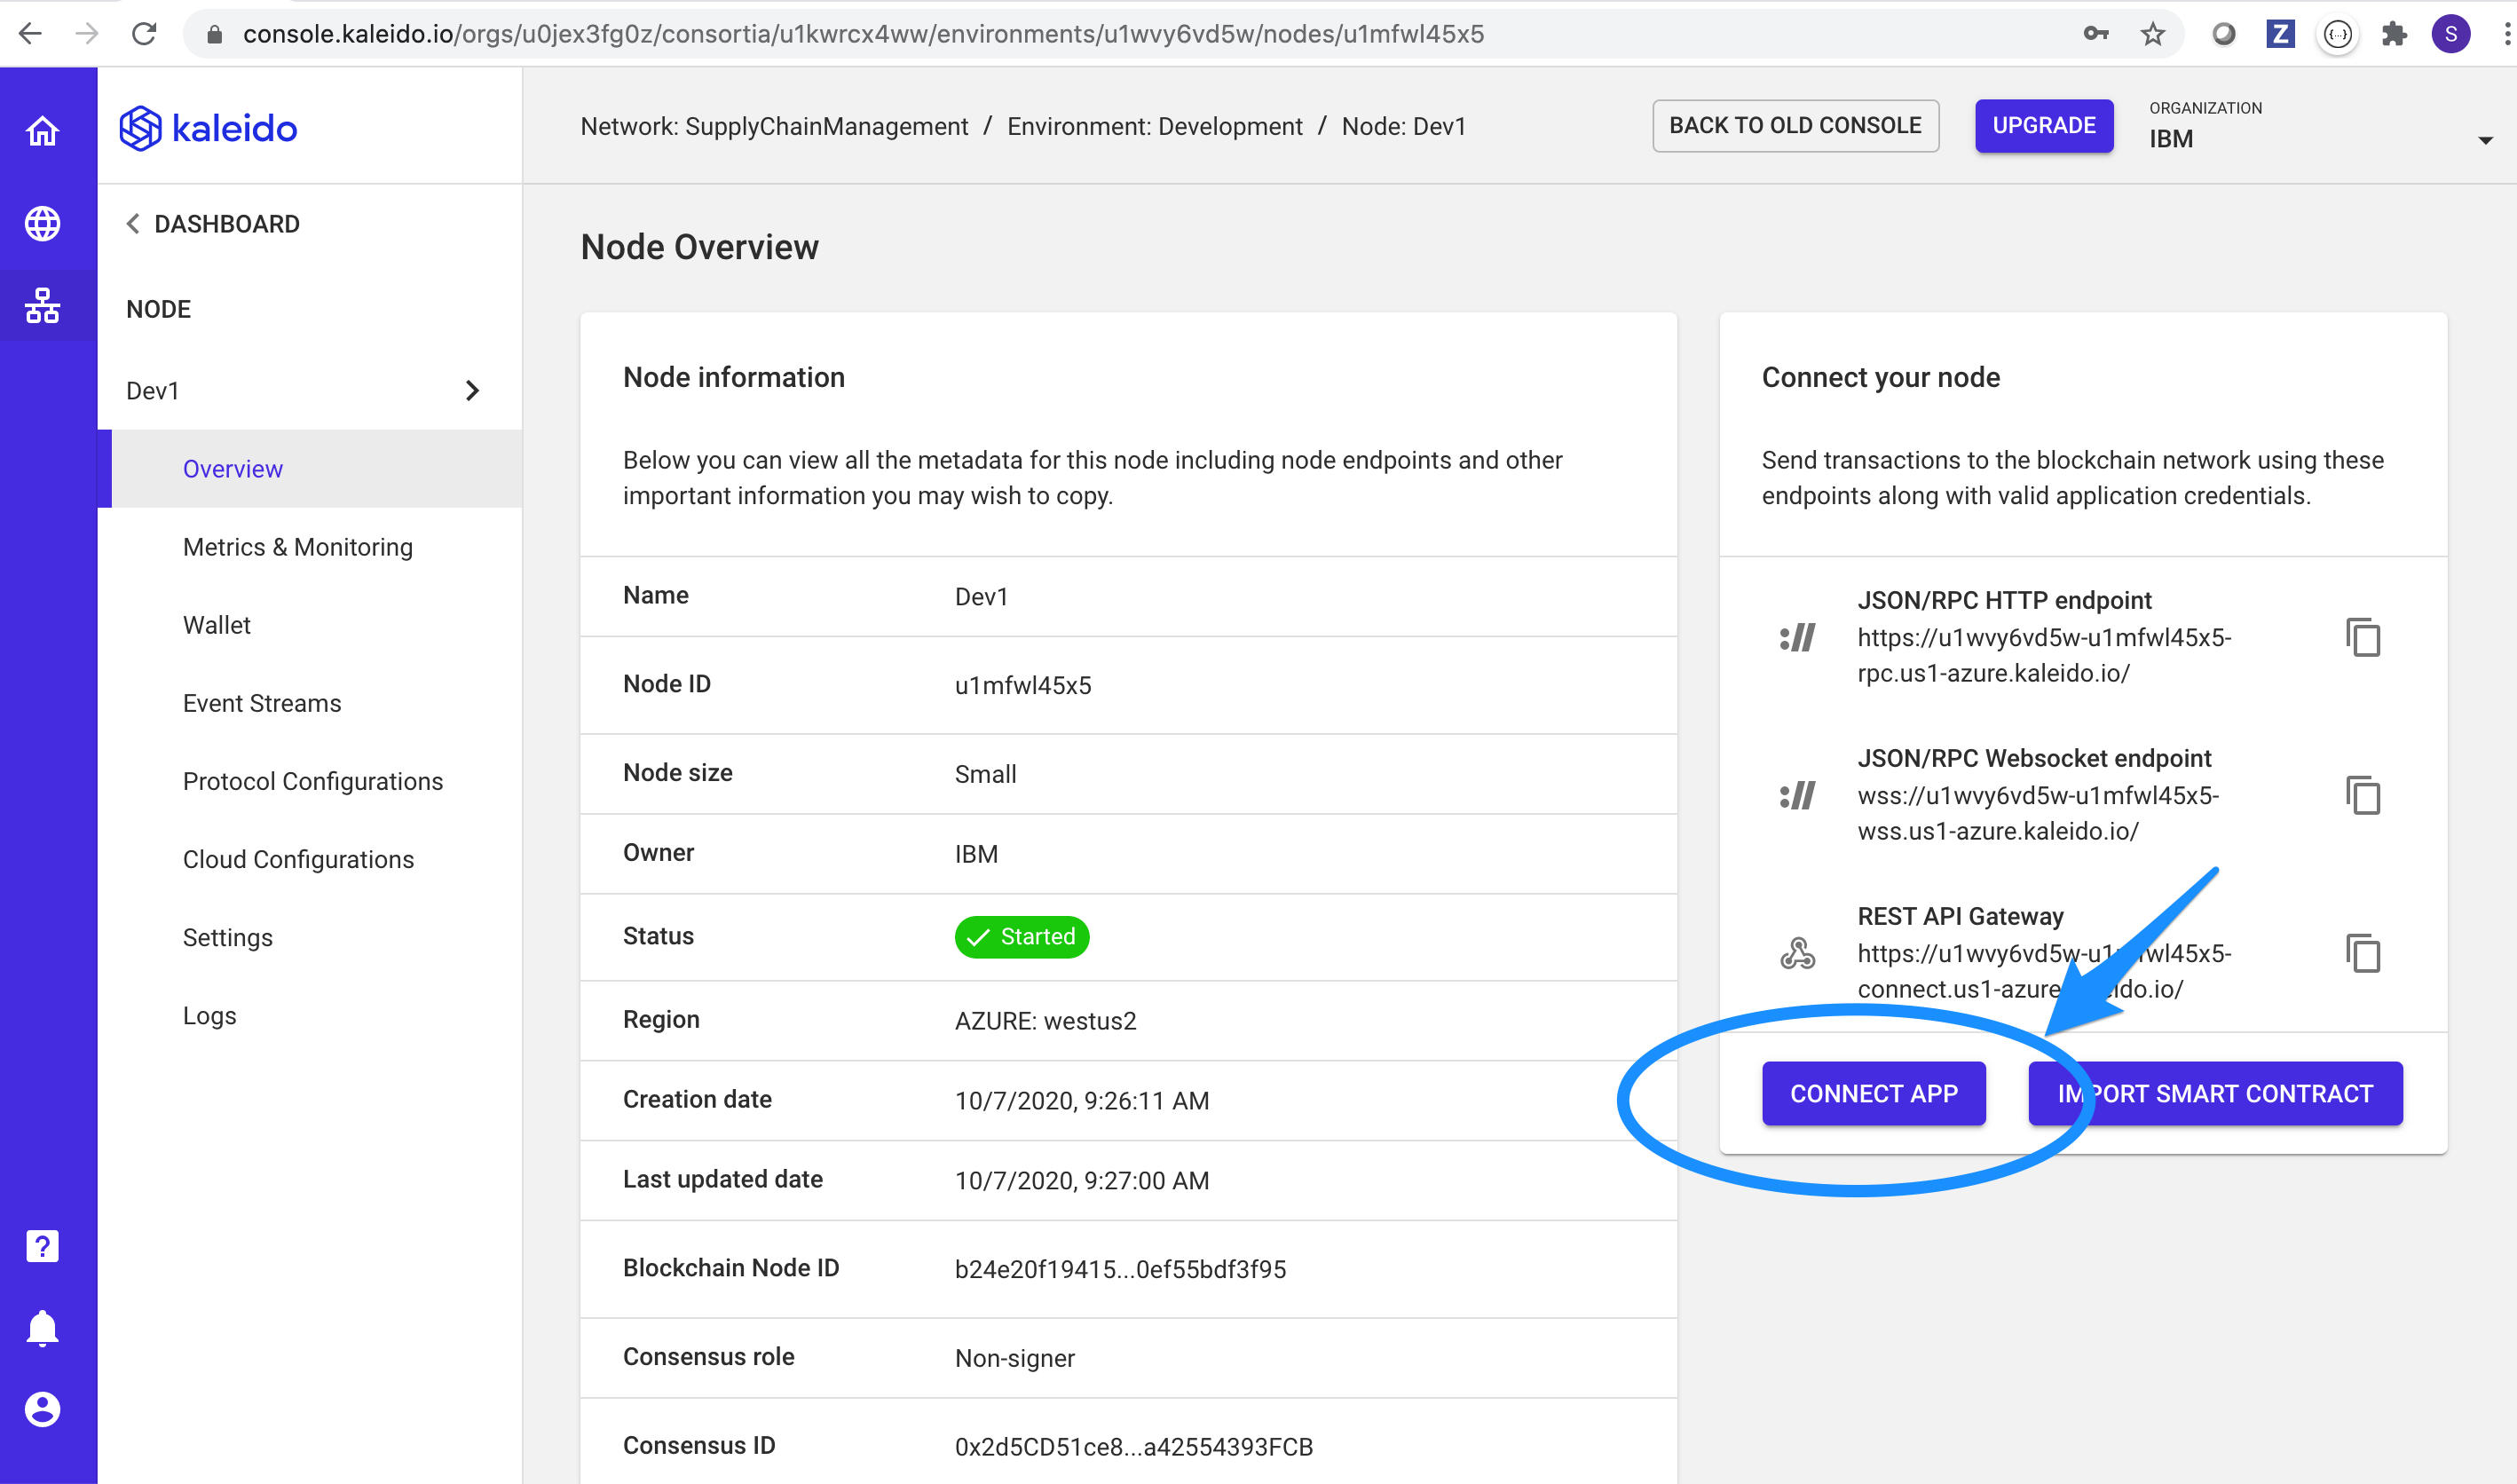 console.kaleido.io/orgs/u0jex3fg0z/consortia/u1kwrcx4ww/environments/u1wvy6vd5w/nodes/u1mfwl45x5
Z
{...}
S
kaleido
Network: SupplyChainManagement / Environment: Development / Node: Dev1
BACK TO OLD CONSOLE
UPGRADE
ORGANIZATION
IBM
DASHBOARD
NODE
Dev1
Overview
Metrics & Monitoring
Wallet
Event Streams
Protocol Configurations
Cloud Configurations
Settings
Logs
?
Node Overview
Node information
Below you can view all the metadata for this node including node endpoints and other
important information you may wish to copy.
Name Dev1
Node ID u1mfwl45x5
Node size Small
Owner IBM
Status Started
Region AZURE: westus2
Creation date 10/7/2020, 9:26:11 AM
Last updated date 10/7/2020, 9:27:00 AM
Blockchain Node ID b24e20f19415...0ef55bdf3f95
Consensus role Non-signer
Consensus ID 0x2d5CD51ce8...a42554393FCB
Connect your node
Send transactions to the blockchain network using these
endpoints along with valid application credentials.
JSON/RPC HTTP endpoint
https://u1wvy6vd5w-u1mfwl45x5-
rpc.us1-azure.kaleido.io/
JSON/RPC Websocket endpoint
wss://u1wvy6vd5w-u1mfwl45x5-
wss.us1-azure.kaleido.io/
REST API Gateway
https://u1wvy6vd5w-u1mfwl45x5-
connect.us1-azure.kaleido.io/
CONNECT APP
IMPORT SMART CONTRACT